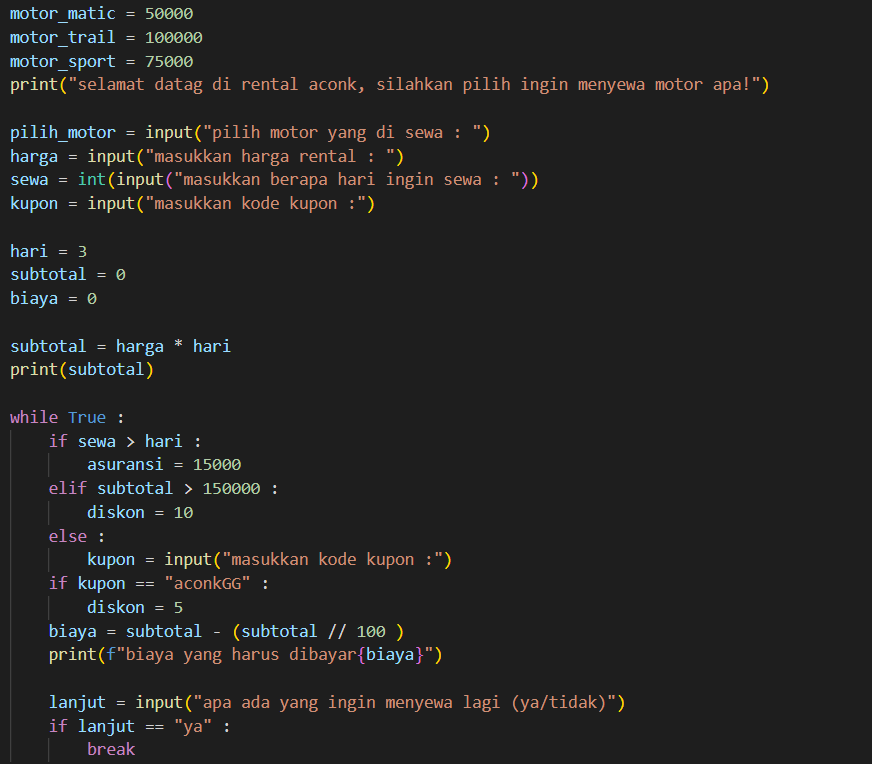 motor_matic = 50000
motor_trail = 100000
motor_sport = 75000
print("selamat datag di rental aconk, silahkan pilih ingin menyewa motor apa!")

pilih_motor = input("pilih motor yang di sewa : ")
harga = input("masukkan harga rental : ")
sewa = int(input("masukkan berapa hari ingin sewa : "))
kupon = input("masukkan kode kupon :")

hari = 3
subtotal = 0
biaya = 0

subtotal = harga * hari
print(subtotal)

while True :
    if sewa > hari :
        asuransi = 15000
    elif subtotal > 150000 :
        diskon = 10
    else :
        kupon = input("masukkan kode kupon :")
    if kupon == "aconkGG" :
        diskon = 5
    biaya = subtotal - (subtotal // 100 )
    print(f"biaya yang harus dibayar{biaya}")

    lanjut = input("apa ada yang ingin menyewa lagi (ya/tidak)")
    if lanjut == "ya" :
        break